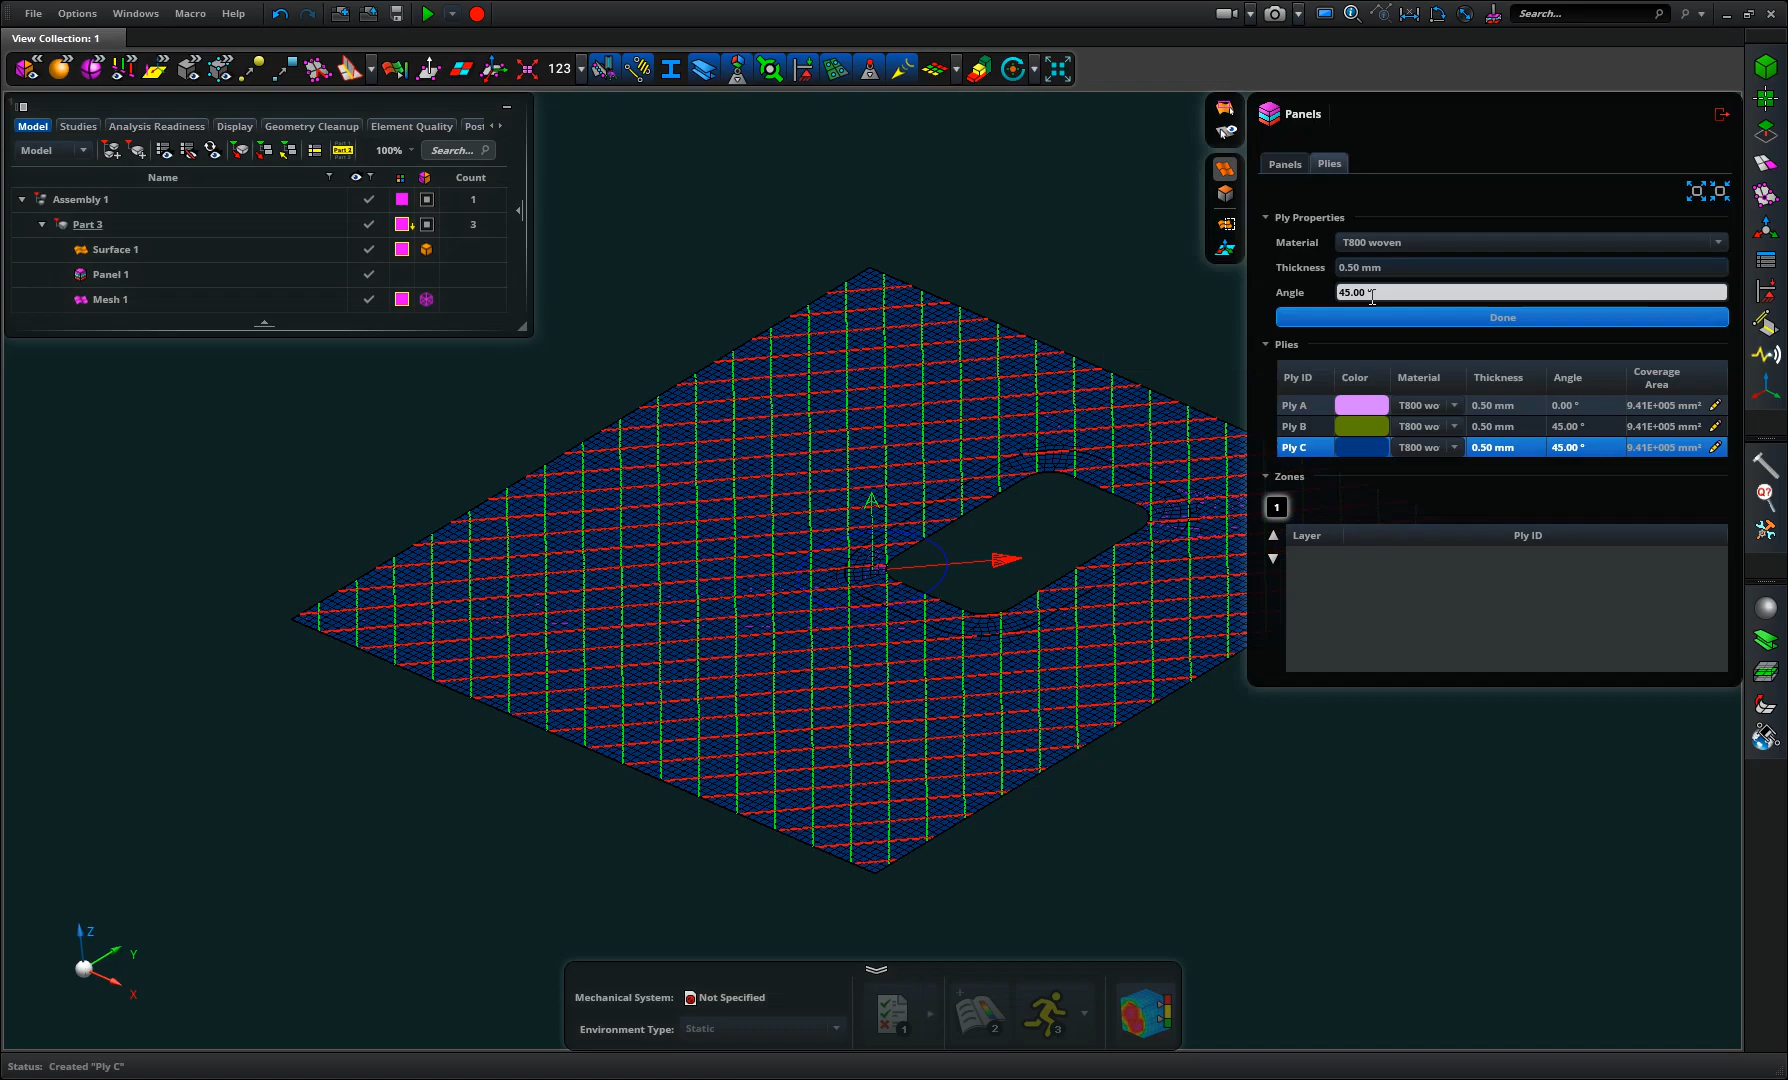 File Options Windows Macro Help Search...
View Collection: 1
123
Model Studies Analysis Readiness Display Geometry Cleanup Element Quality Post
Model 100% Search...
Name Count
Assembly 1 1
Part 3 3
Surface 1
Panel 1
Mesh 1
Panels
Panels Plies
Ply Properties
Material T800 woven
Thickness 0.50 mm
Angle 45.00 °
Done
Plies
Ply ID Color Material Thickness Angle Coverage Area
Ply A T800 wo 0.50 mm 0.00 ° 9.41E+005 mm²
Ply B T800 wo 0.50 mm 45.00 ° 9.41E+005 mm²
Ply C T800 wo 0.50 mm 45.00 ° 9.41E+005 mm²
Zones
1
Layer Ply ID
Z
Y
X
Mechanical System: Not Specified
Environment Type: Static
1 2 3
Status: Created "Ply C"